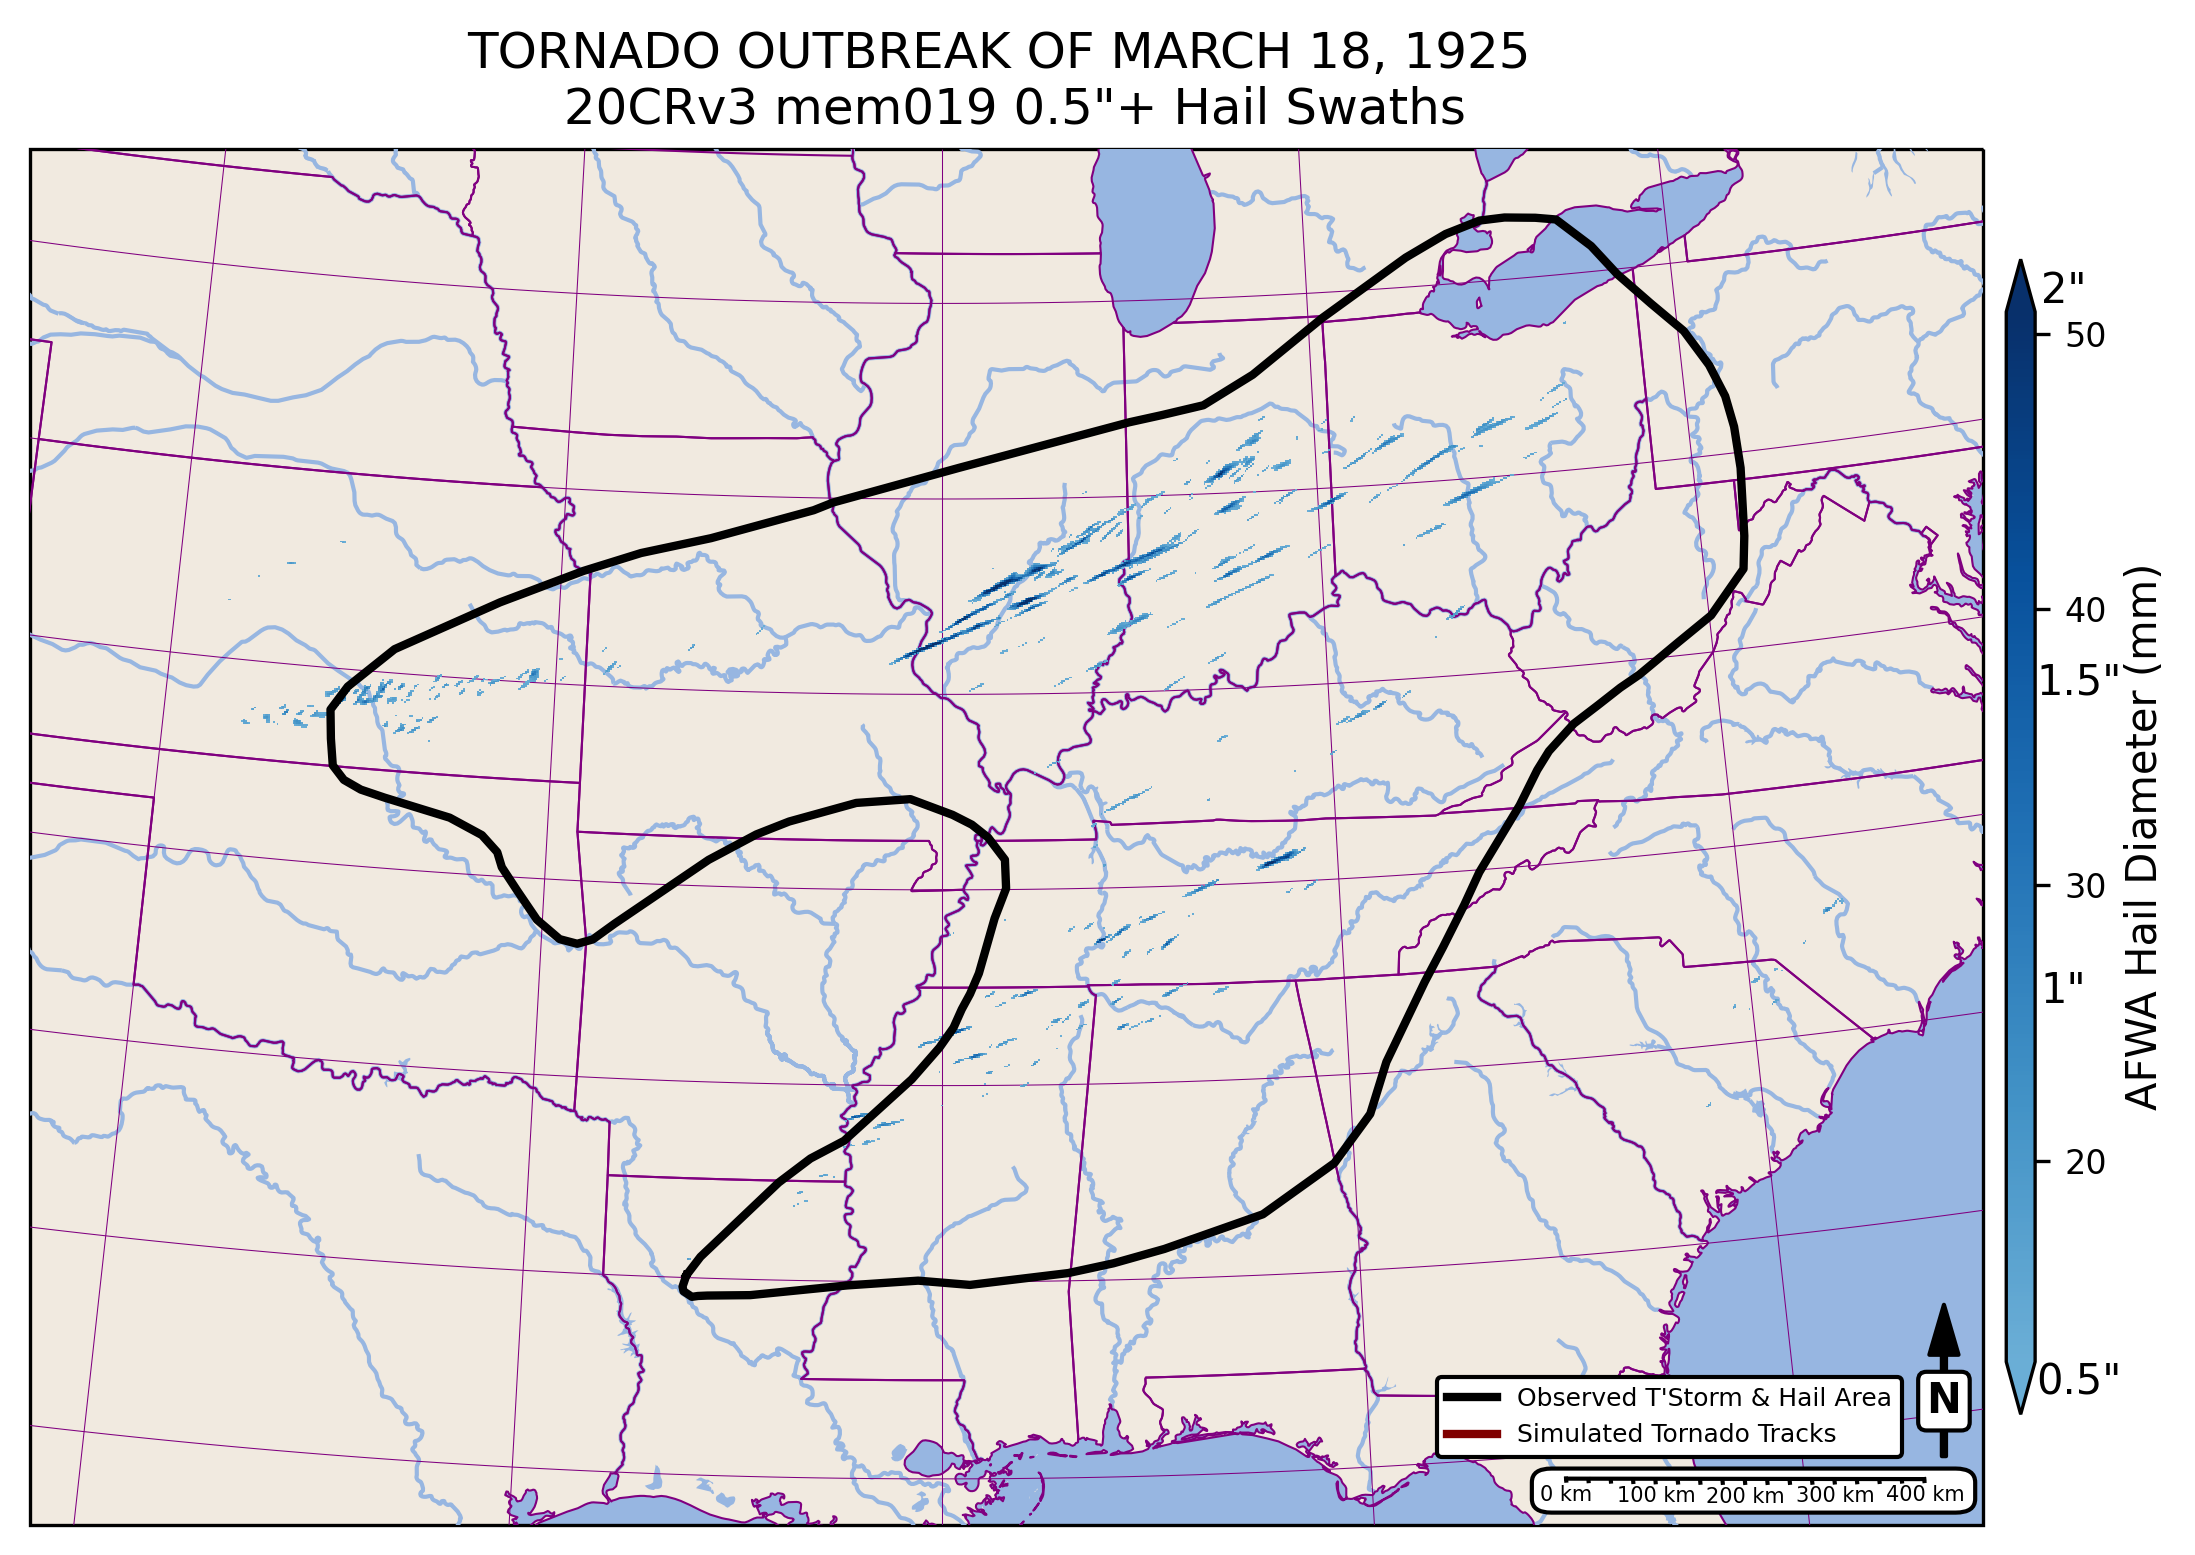 TORNADO OUTBREAK OF MARCH 18, 1925
20CRv3 mem019 0.5"+ Hail Swaths
2"
50
40
1.5"
30
1"
20
0.5"
AFWA Hail Diameter (mm)
Observed T'Storm & Hail Area
Simulated Tornado Tracks
N
0 km 100 km 200 km 300 km 400 km